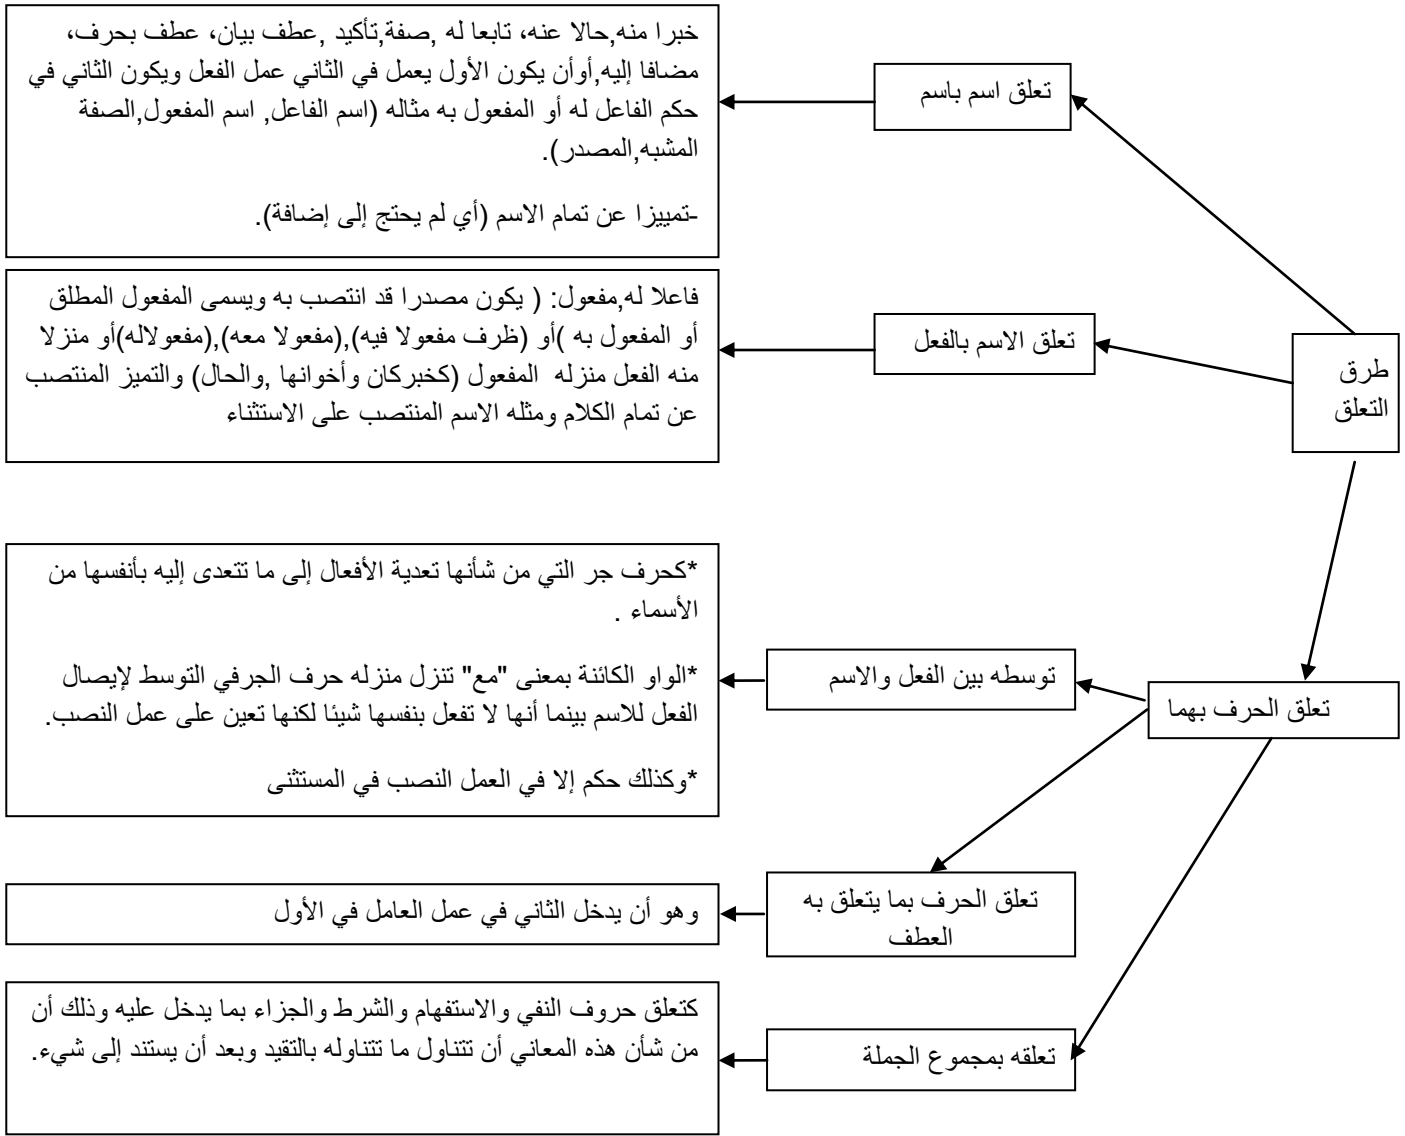 طرق
التعلق
تعلق اسم باسم
خبرا منه,حالا عنه، تابعا له ,صفة,تأكيد ,عطف بيان، عطف بحرف،
مضافا إليه,أوأن يكون الأول يعمل في الثاني عمل الفعل ويكون الثاني في
حكم الفاعل له أو المفعول به مثاله (اسم الفاعل, اسم المفعول,الصفة
المشبه,المصدر).
-تمييزا عن تمام الاسم (أي لم يحتج إلى إضافة).
تعلق الاسم بالفعل
فاعلا له,مفعول: ( يكون مصدرا قد انتصب به ويسمى المفعول المطلق
أو المفعول به )أو (ظرف مفعولا فيه),(مفعولا معه),(مفعولاله)أو منزلا
منه الفعل منزله المفعول (كخبركان وأخوانها ,والحال) والتميز المنتصب
عن تمام الكلام ومثله الاسم المنتصب على الاستثناء
تعلق الحرف بهما
توسطه بين الفعل والاسم
*كحرف جر التي من شأنها تعدية الأفعال إلى ما تتعدى إليه بأنفسها من
الأسماء .
*الواو الكائنة بمعنى "مع" تنزل منزله حرف الجرفي التوسط لإيصال
الفعل للاسم بينما أنها لا تفعل بنفسها شيئا لكنها تعين على عمل النصب.
*وكذلك حكم إلا في العمل النصب في المستثنى
تعلق الحرف بما يتعلق به
العطف
وهو أن يدخل الثاني في عمل العامل في الأول
تعلقه بمجموع الجملة
كتعلق حروف النفي والاستفهام والشرط والجزاء بما يدخل عليه وذلك أن
من شأن هذه المعاني أن تتناول ما تتناوله بالتقيد وبعد أن يستند إلى شيء.